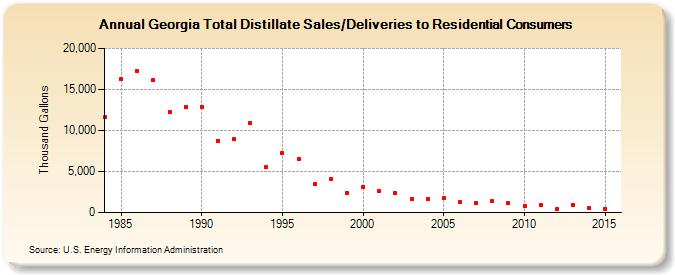 Annual Georgia Total Distillate Sales/Deliveries to Residential Consumers
Thousand Gallons
20,000
15,000
10,000
5,000
0
1985 1990 1995 2000 2005 2010 2015
Source: U.S. Energy Information Administration